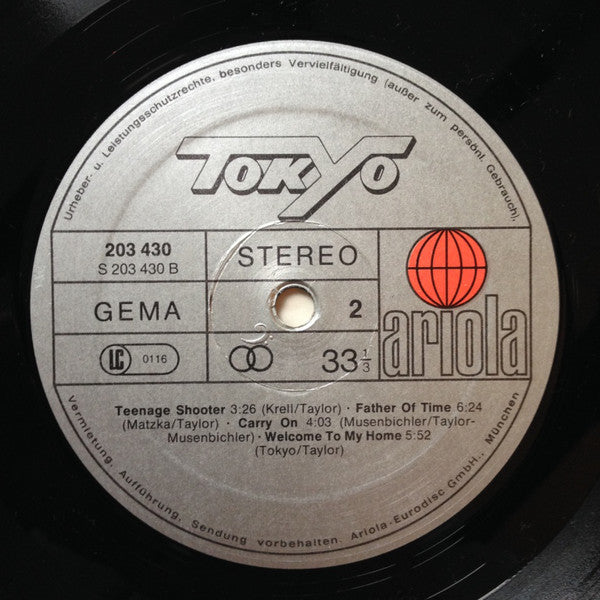 Urheber- u. Leistungsschutzrechte, besonders Vervielfältigung (außer zum persönl. Gebrauch),
TOKYO
203 430
S 203 430 B
STEREO
GEMA
2
ariola
LC 0116
33 1/3
Teenage Shooter 3:26 (Krell/Taylor) · Father Of Time 6:24
(Matzka/Taylor) · Carry On 4:03 (Musenbichler/Taylor-
Musenbichler) · Welcome To My Home 5:52
(Tokyo/Taylor)
Vermietung, Aufführung, Sendung vorbehalten. Ariola-Eurodisc GmbH., München